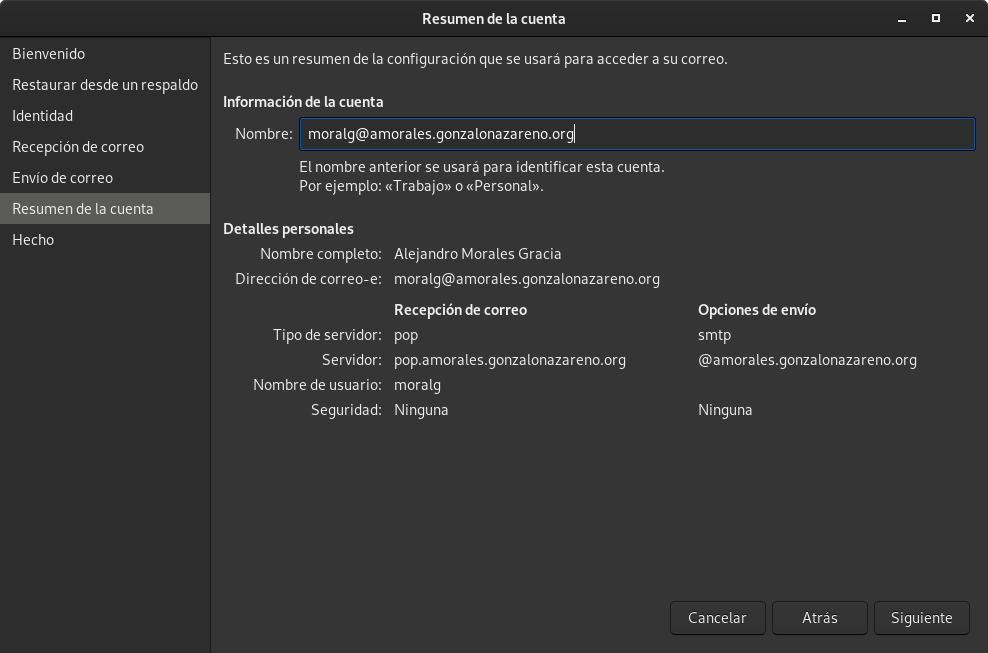 Resumen de la cuenta
Bienvenido
Restaurar desde un respaldo
Identidad
Recepción de correo
Envío de correo
Resumen de la cuenta
Hecho
Esto es un resumen de la configuración que se usará para acceder a su correo.
Información de la cuenta
Nombre: moralg@amorales.gonzalonazareno.org
El nombre anterior se usará para identificar esta cuenta.
Por ejemplo: «Trabajo» o «Personal».
Detalles personales
Nombre completo: Alejandro Morales Gracia
Dirección de correo-e: moralg@amorales.gonzalonazareno.org
Recepción de correo Opciones de envío
Tipo de servidor: pop smtp
Servidor: pop.amorales.gonzalonazareno.org @amorales.gonzalonazareno.org
Nombre de usuario: moralg
Seguridad: Ninguna Ninguna
Cancelar Atrás Siguiente